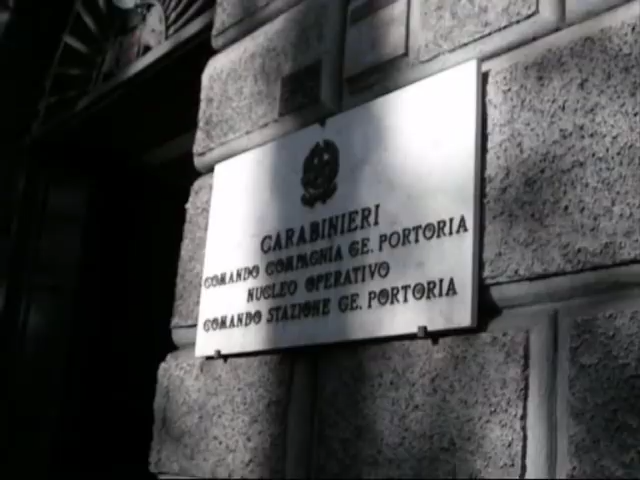 CARABINIERI
COMANDO COMPAGNIA GE. PORTORIA
NUCLEO OPERATIVO
COMANDO STAZIONE GE. PORTORIA